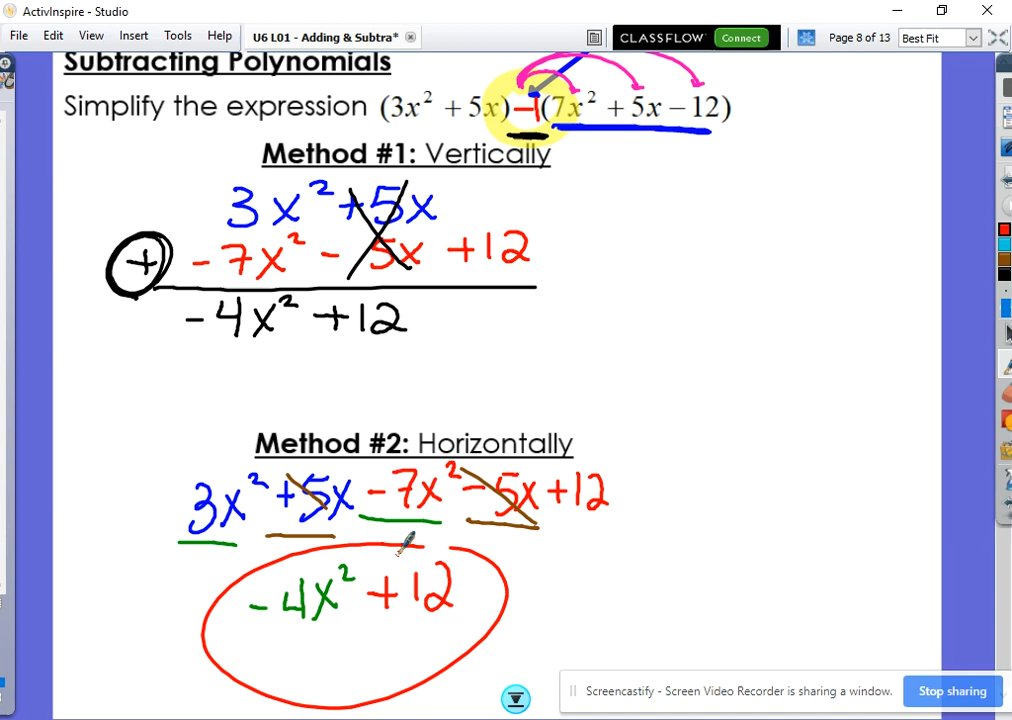 ActivInspire - Studio
File Edit View Insert Tools Help U6 L01 - Adding & Subtra* CLASSFLOW Connect Page 8 of 13 Best Fit
Subtracting Polynomials
Simplify the expression (3x² + 5x) -1(7x² + 5x - 12)
Method #1: Vertically
3x² +5x
+ -7x² - 5x +12
-4x² +12
Method #2: Horizontally
3x² +5x -7x² -5x +12
-4x² +12
Screencastify - Screen Video Recorder is sharing a window. Stop sharing